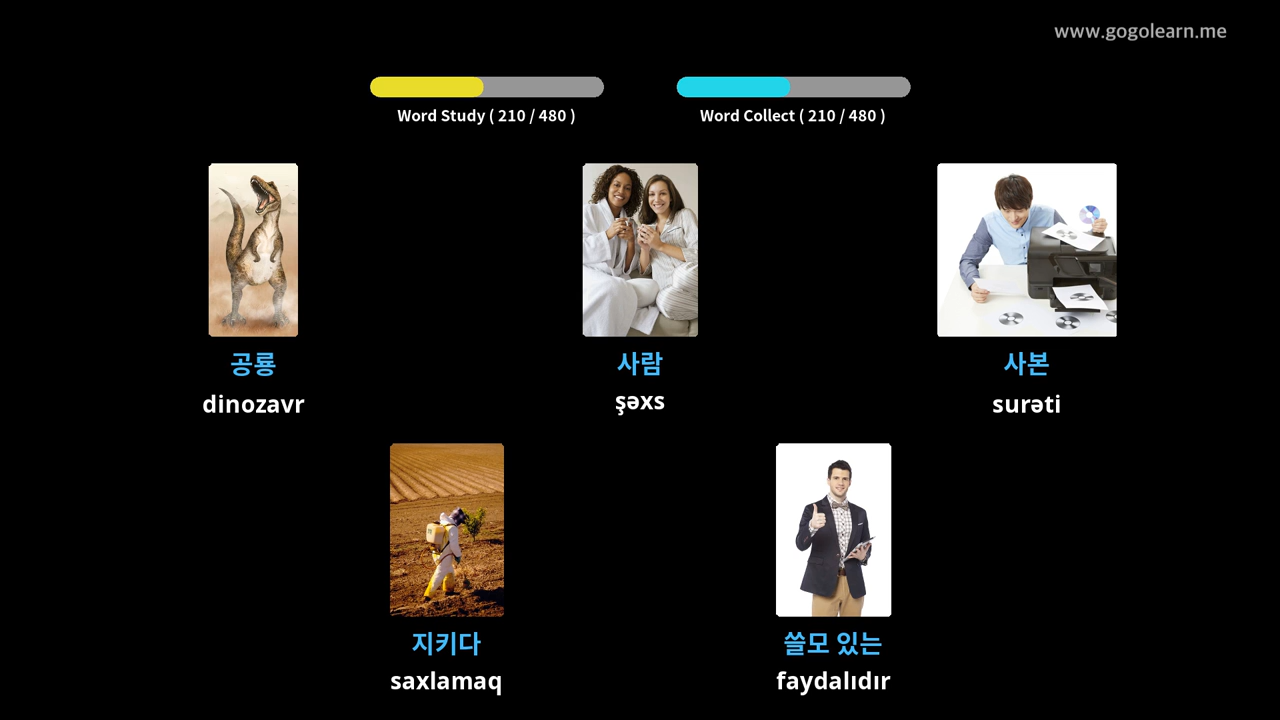 www.gogolearn.me
Word Study ( 210 / 480 )
Word Collect ( 210 / 480 )
공룡
사람
사본
dinozavr
şəxs
surəti
지키다
쓸모 있는
saxlamaq
faydalıdır